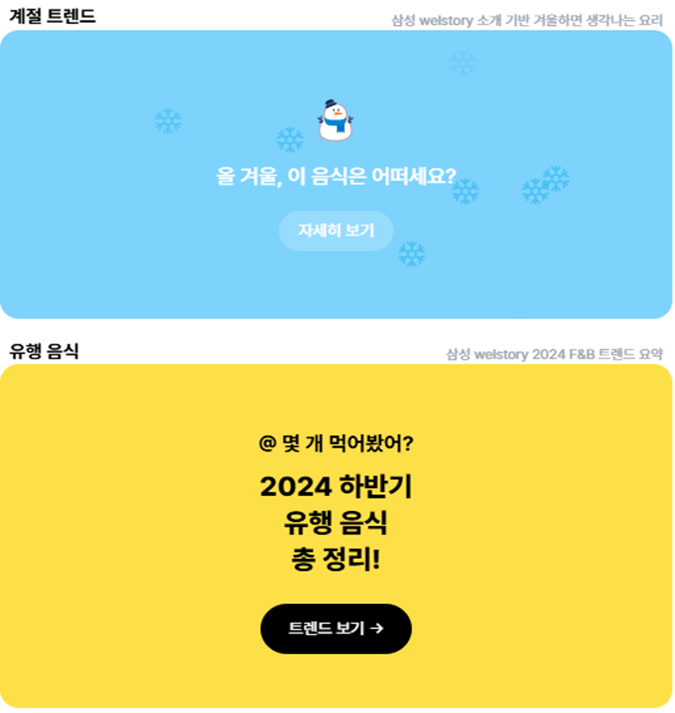 계절 트렌드
삼성 welstory 소개 기반 겨울하면 생각나는 요리
올 겨울, 이 음식은 어떠세요?
자세히 보기
유행 음식
삼성 welstory 2024 F&B 트렌드 요약
@ 몇 개 먹어봤어?
2024 하반기
유행 음식
총 정리!
트렌드 보기 →